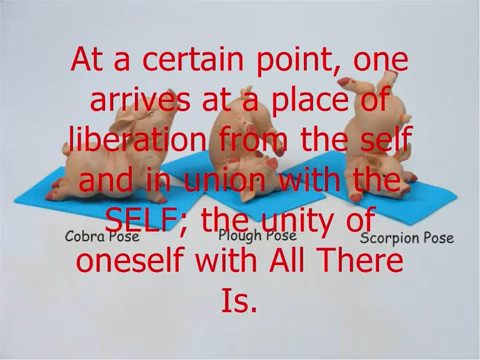 At a certain point, one
arrives at a place of
liberation from the self
and in union with the
SELF; the unity of
oneself with All There
Is.
Cobra Pose
Plough Pose
Scorpion Pose